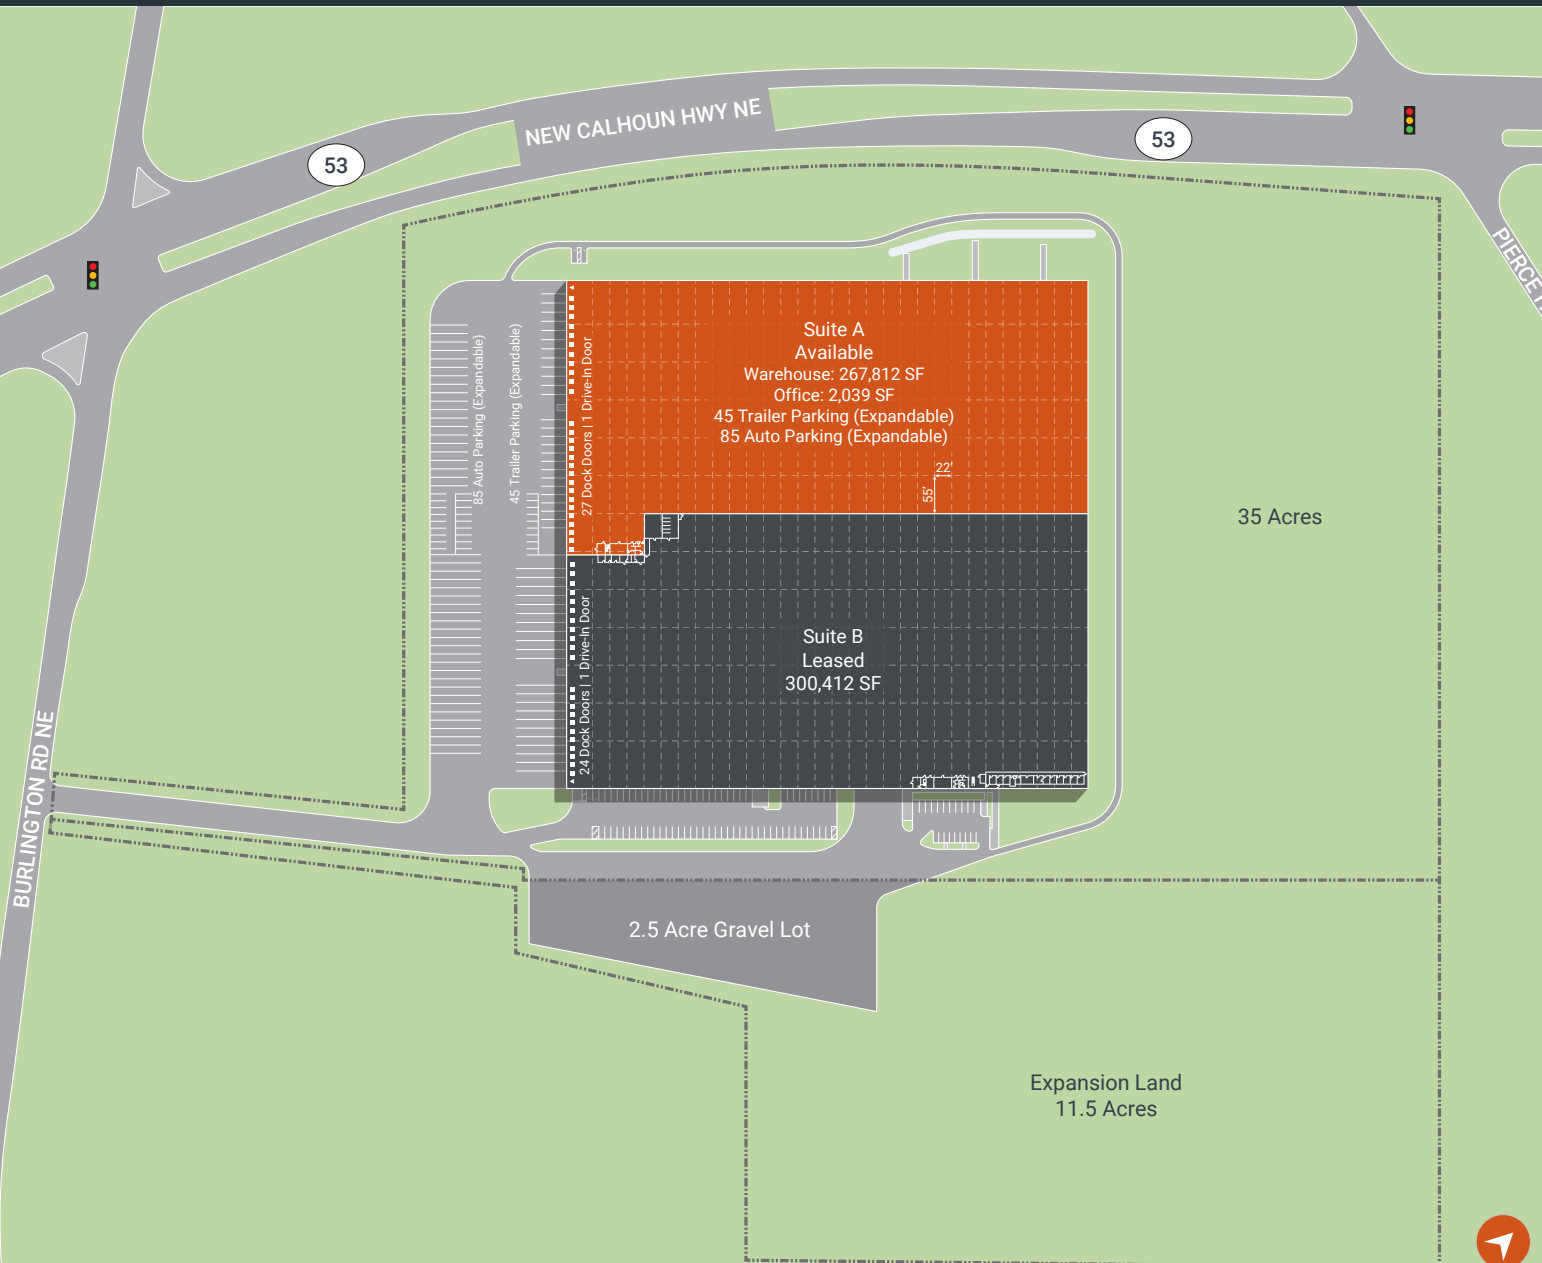 NEW CALHOUN HWY NE
53
53
PIERCE
Suite A
Available
Warehouse: 267,812 SF
Office: 2,039 SF
45 Trailer Parking (Expandable)
85 Auto Parking (Expandable)
85 Auto Parking (Expandable)
45 Trailer Parking (Expandable)
27 Dock Doors | 1 Drive-In Door
22'
55'
35 Acres
Suite B
Leased
300,412 SF
24 Dock Doors | 1 Drive-In Door
BURLINGTON RD NE
2.5 Acre Gravel Lot
Expansion Land
11.5 Acres